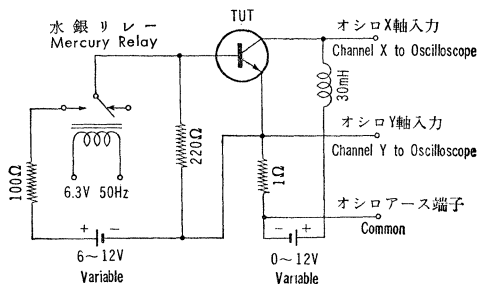 水銀リレー
Mercury Relay
TUT
オシロX軸入力
Channel X to Oscilloscope
30mH
オシロY軸入力
Channel Y to Oscilloscope
100Ω
220Ω
1Ω
6.3V 50Hz
オシロアース端子
Common
+ -
6〜12V
Variable
- +
0〜12V
Variable